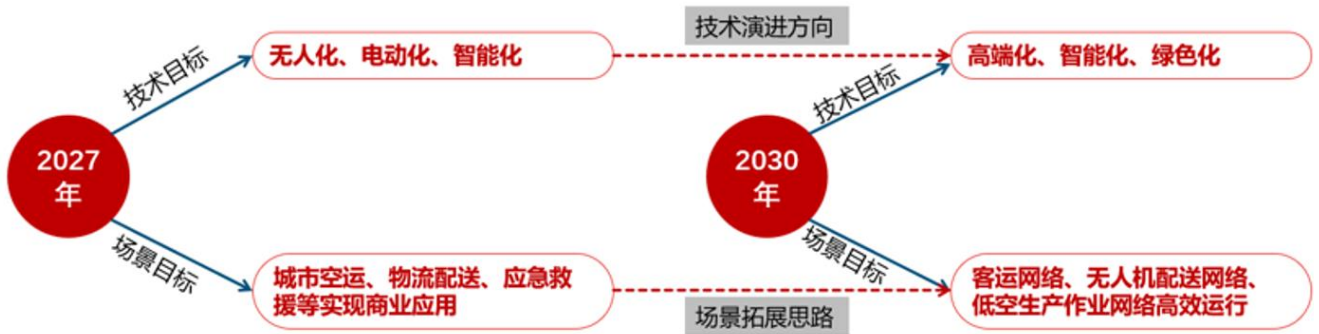 2027
年
技术目标
无人化、电动化、智能化
场景目标
城市空运、物流配送、应急救
援等实现商业应用
技术演进方向
场景拓展思路
2030
年
技术目标
高端化、智能化、绿色化
场景目标
客运网络、无人机配送网络、
低空生产作业网络高效运行